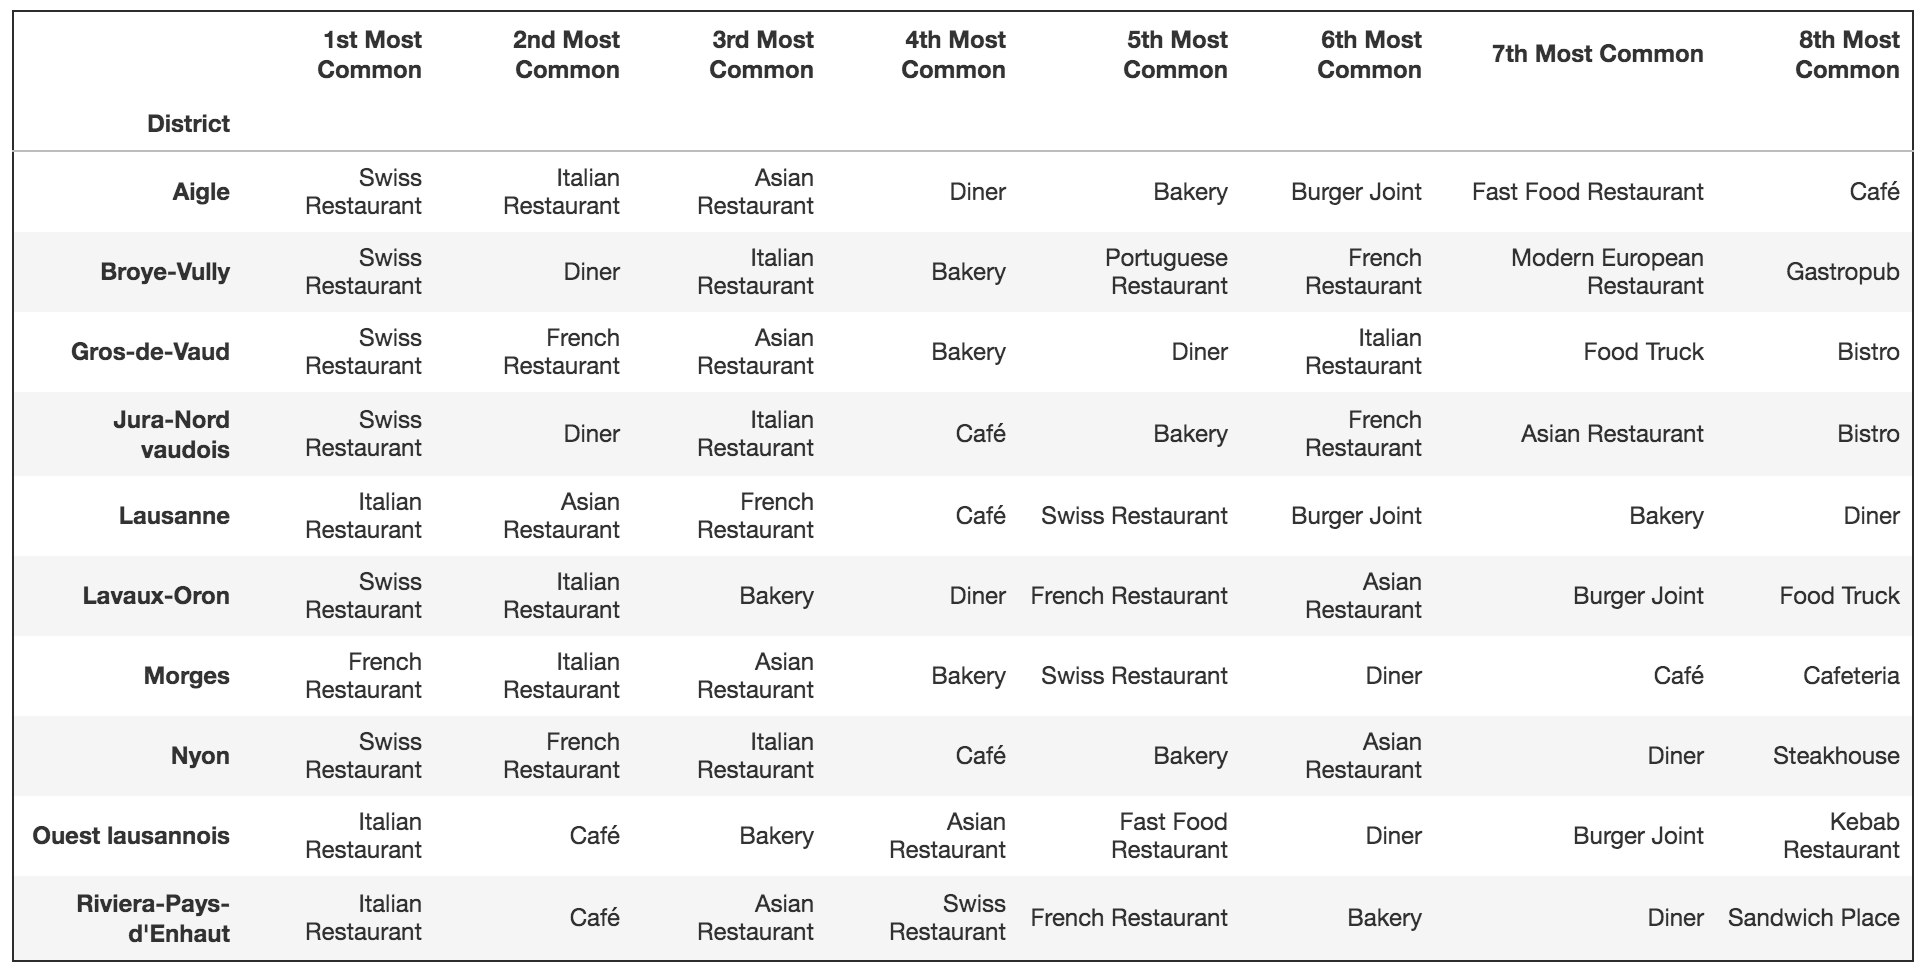 1st Most Common 2nd Most Common 3rd Most Common 4th Most Common 5th Most Common 6th Most Common 7th Most Common 8th Most Common
District
Aigle Swiss Restaurant Italian Restaurant Asian Restaurant Diner Bakery Burger Joint Fast Food Restaurant Café
Broye-Vully Swiss Restaurant Diner Italian Restaurant Bakery Portuguese Restaurant French Restaurant Modern European Restaurant Gastropub
Gros-de-Vaud Swiss Restaurant French Restaurant Asian Restaurant Bakery Diner Italian Restaurant Food Truck Bistro
Jura-Nord vaudois Swiss Restaurant Diner Italian Restaurant Café Bakery French Restaurant Asian Restaurant Bistro
Lausanne Italian Restaurant Asian Restaurant French Restaurant Café Swiss Restaurant Burger Joint Bakery Diner
Lavaux-Oron Swiss Restaurant Italian Restaurant Bakery Diner French Restaurant Asian Restaurant Burger Joint Food Truck
Morges French Restaurant Italian Restaurant Asian Restaurant Bakery Swiss Restaurant Diner Café Cafeteria
Nyon Swiss Restaurant French Restaurant Italian Restaurant Café Bakery Asian Restaurant Diner Steakhouse
Ouest lausannois Italian Restaurant Café Bakery Asian Restaurant Fast Food Restaurant Diner Burger Joint Kebab Restaurant
Riviera-Pays-d'Enhaut Italian Restaurant Café Asian Restaurant Swiss Restaurant French Restaurant Bakery Diner Sandwich Place